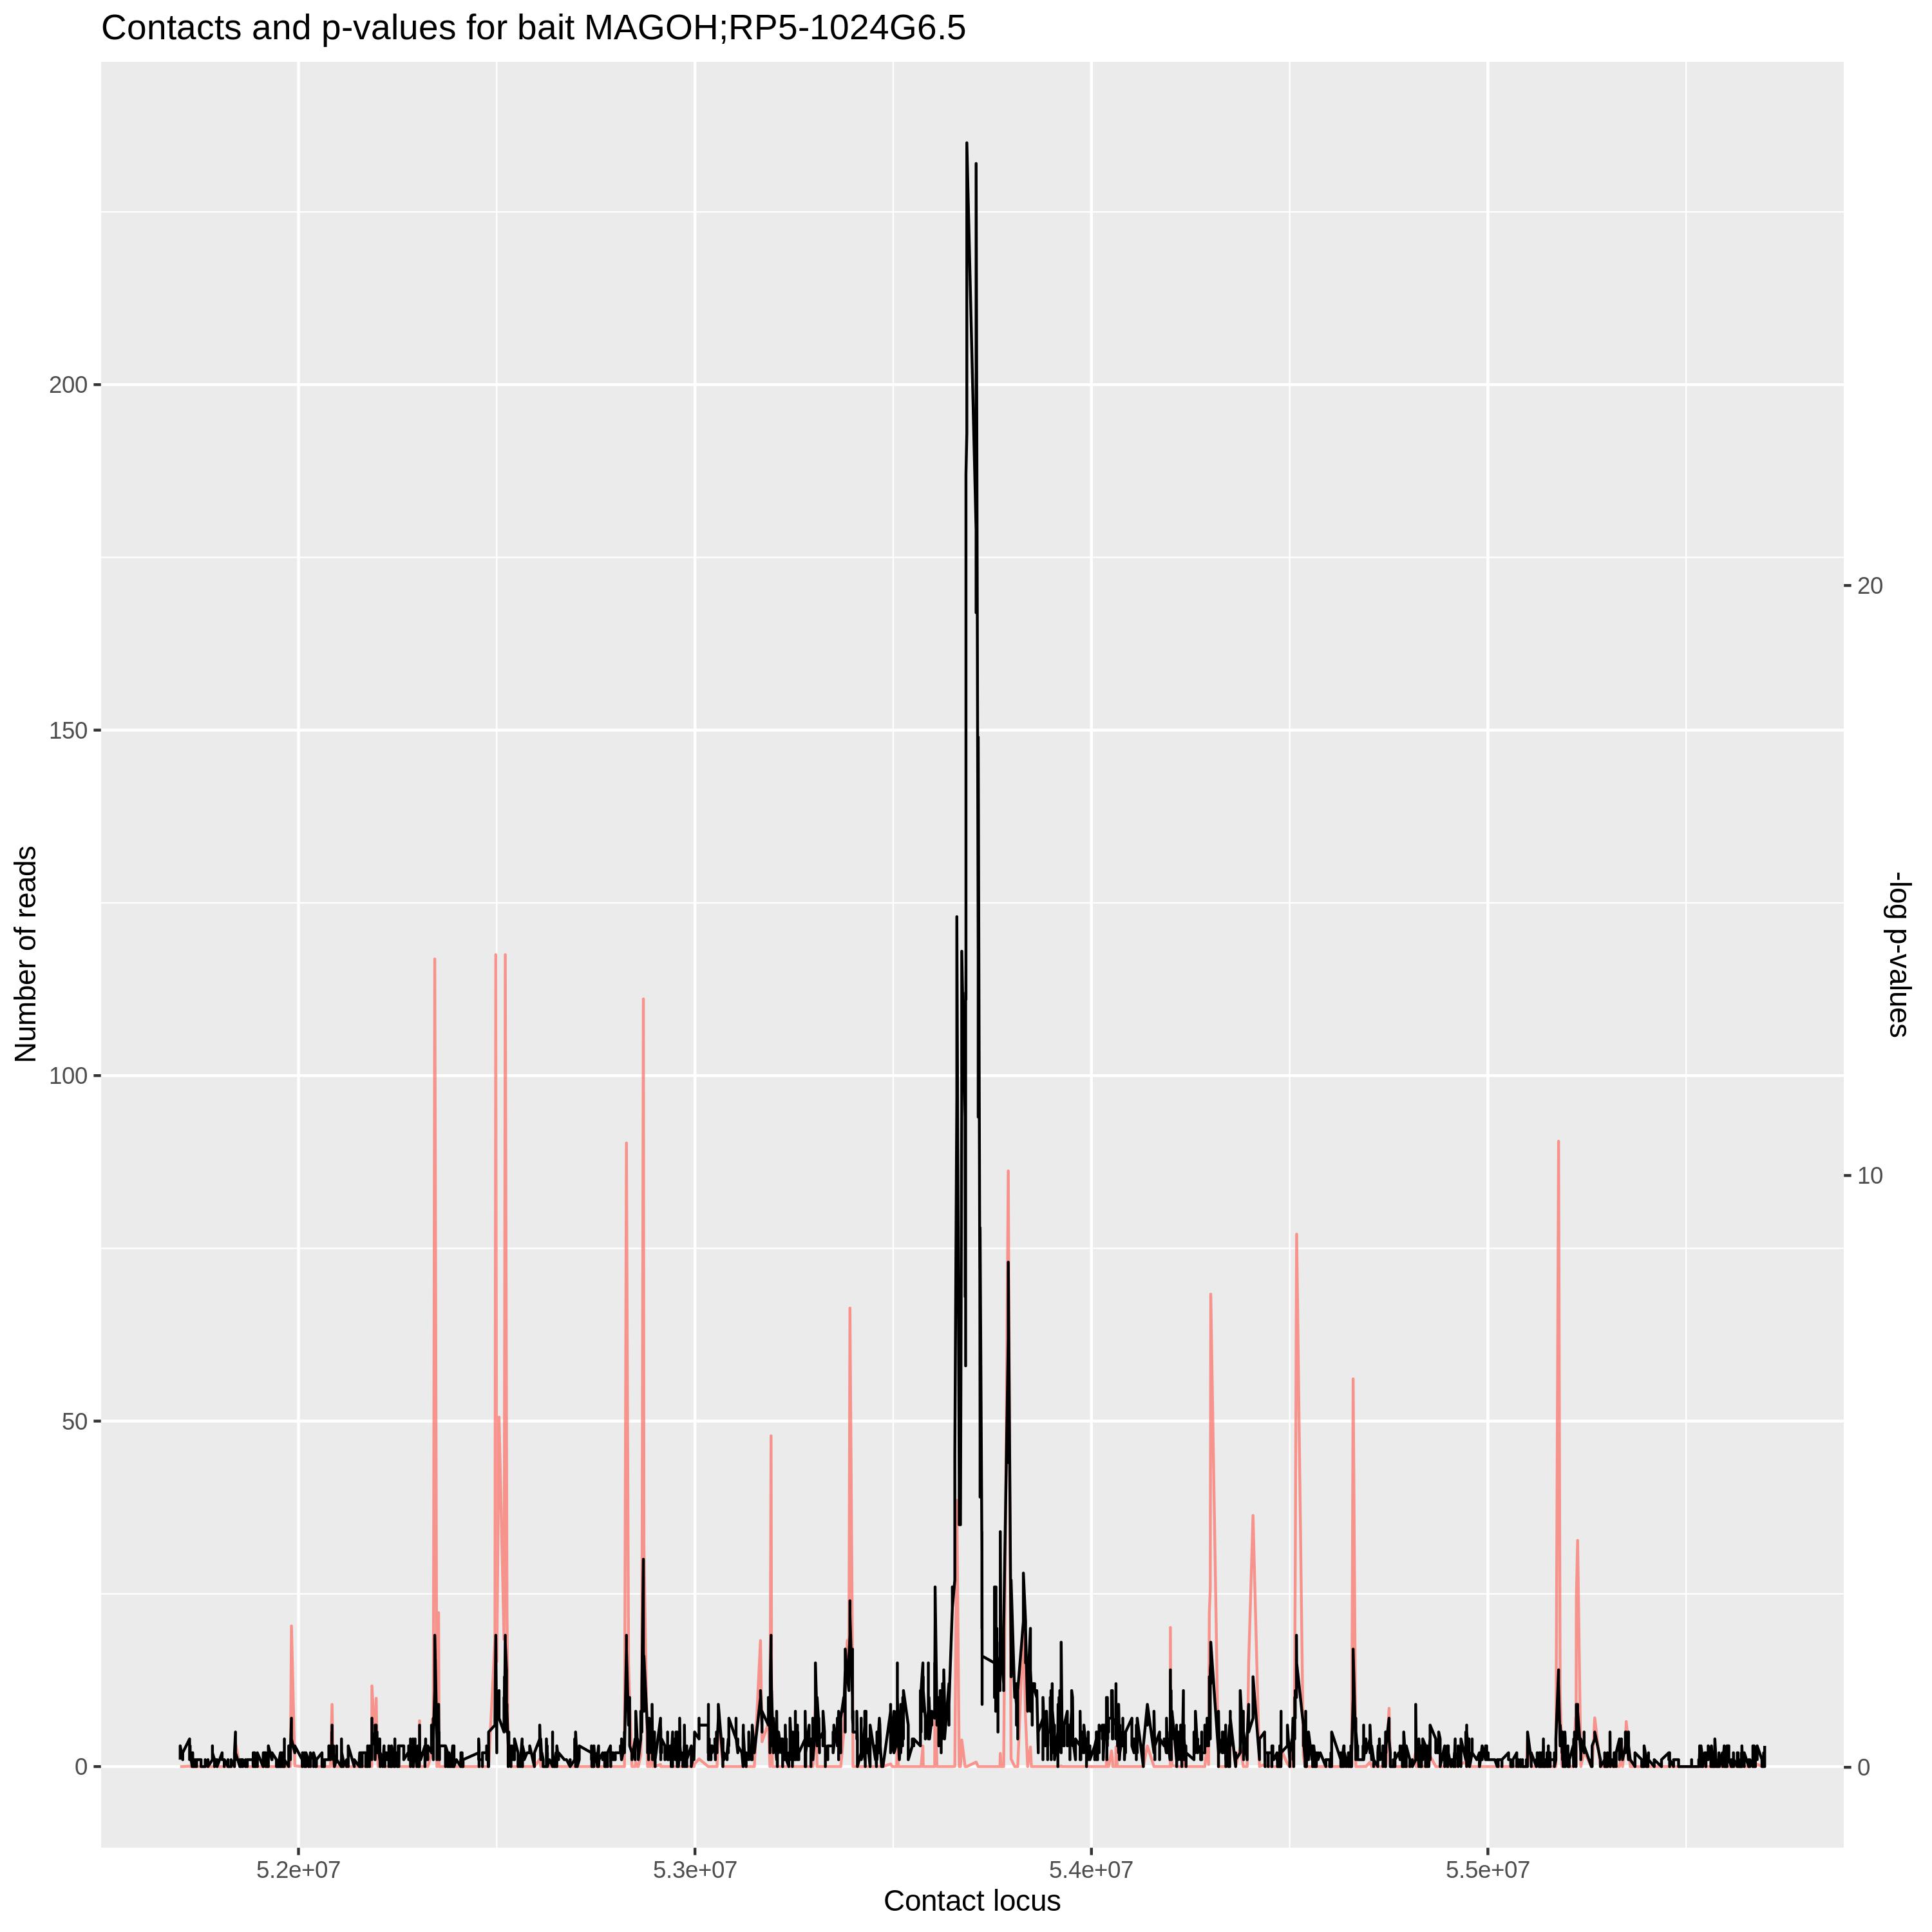 Contacts and p-values for bait MAGOH;RP5-1024G6.5
200
150
100
50
0
Number of reads
20
10
0
-log p-values
5.2e+07
5.3e+07
5.4e+07
5.5e+07
Contact locus